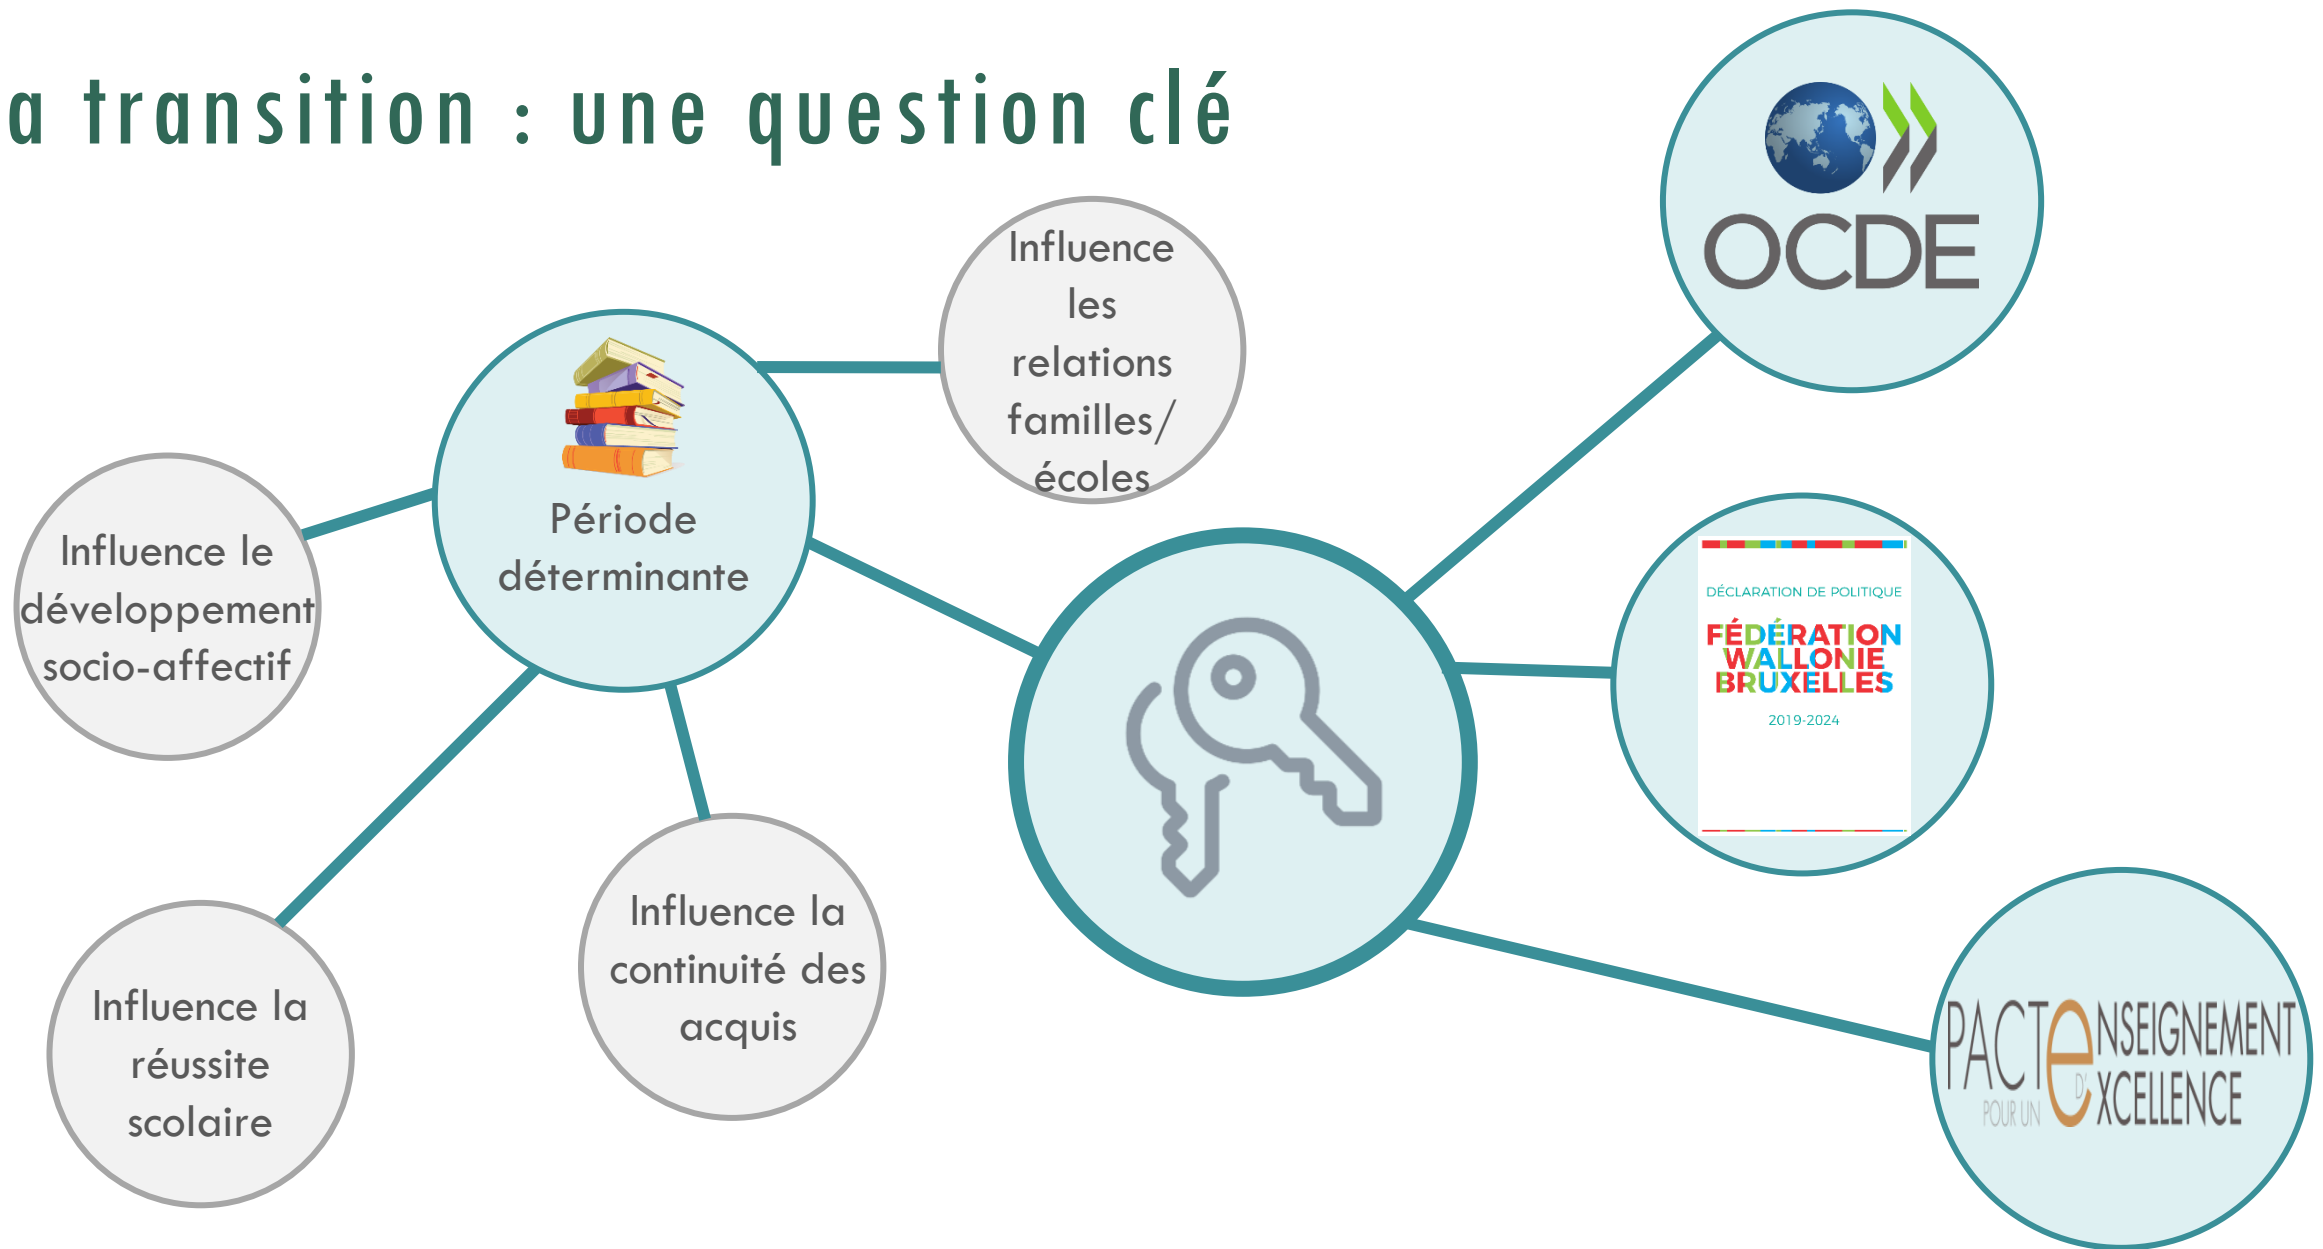 a transition : une question clé
OCDE
Influence
les
relations
familles/
écoles
Période
déterminante
Influence le
développement
socio-affectif
DÉCLARATION DE POLITIQUE
FÉDÉRATION
WALLONIE
BRUXELLES
2019-2024
Influence la
continuité des
acquis
Influence la
réussite
scolaire
PACTe NSEIGNEMENT
POUR UN D'XCELLENCE